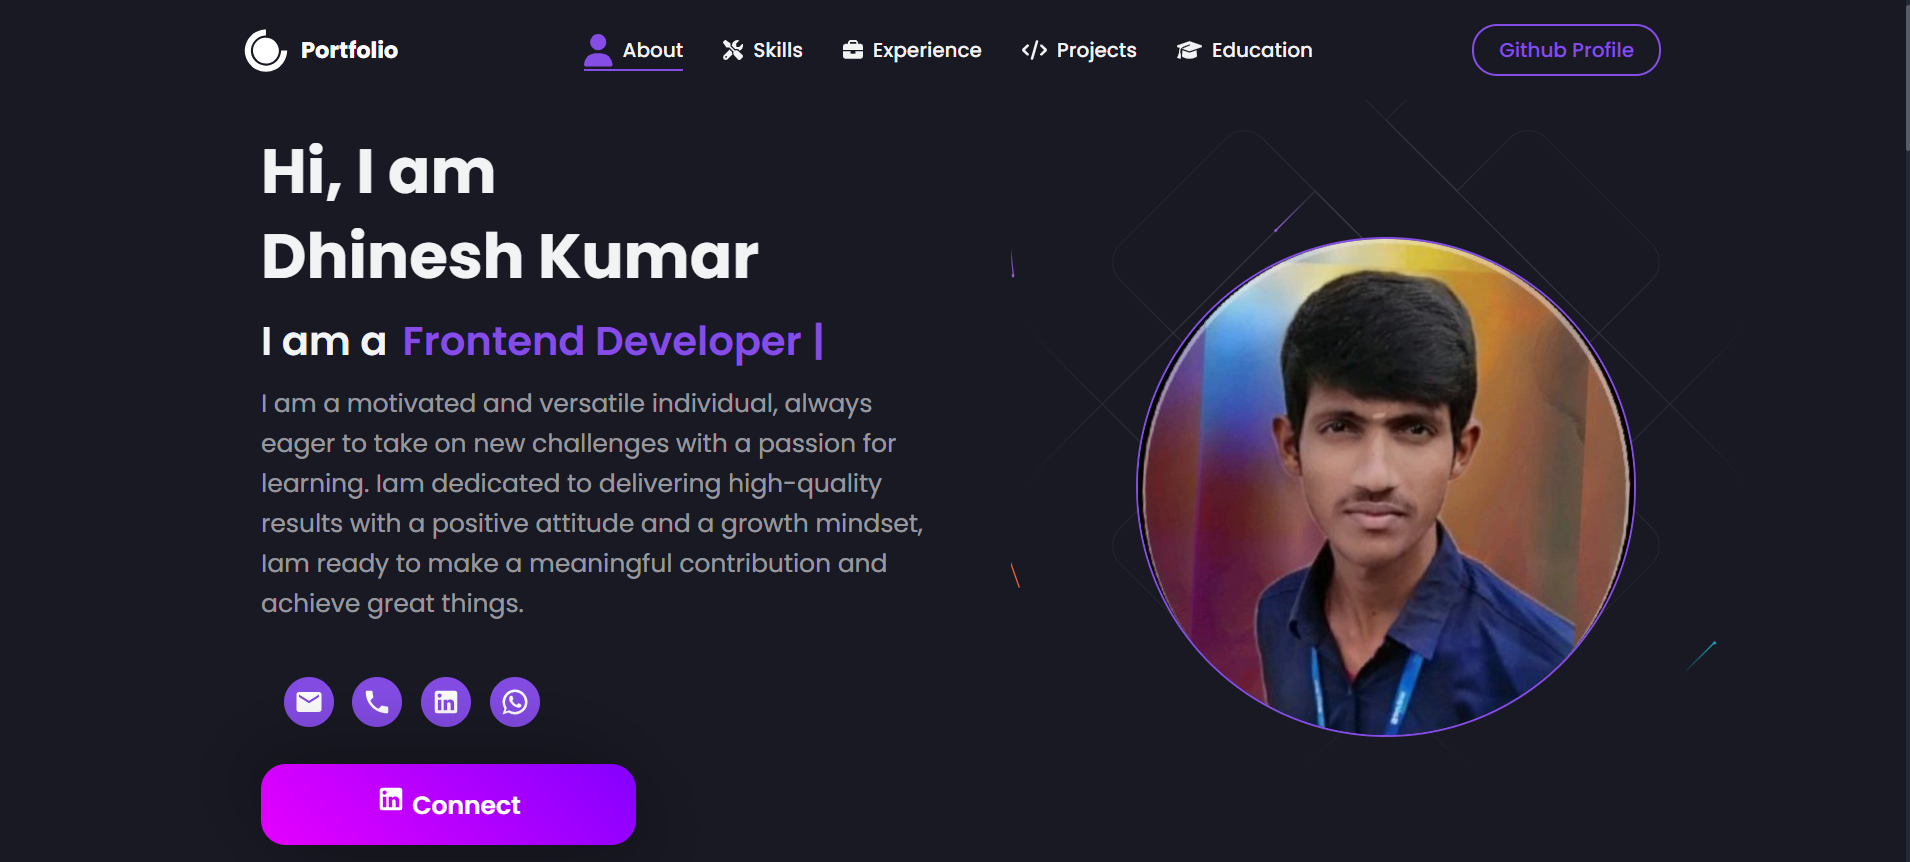 Portfolio
About
Skills
Experience
Projects
Education
Github Profile
Hi, I am
Dhinesh Kumar
I am a Frontend Developer |
I am a motivated and versatile individual, always
eager to take on new challenges with a passion for
learning. Iam dedicated to delivering high-quality
results with a positive attitude and a growth mindset,
Iam ready to make a meaningful contribution and
achieve great things.
in
in Connect